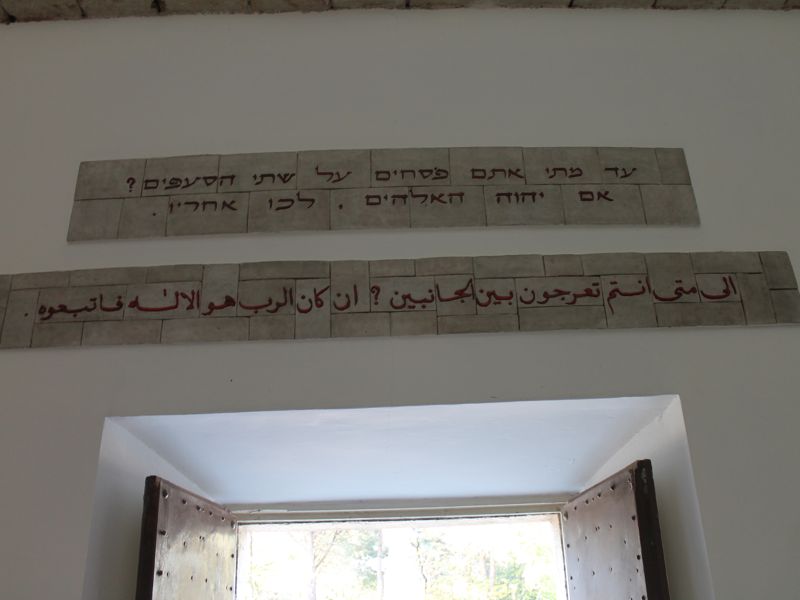 עד מתי אתם פסחים על שתי הסעפים?
אם יהוה האלהים . לכו אחריו .
الى متى انتم تعرجون بين الجانبين ? ان كان الرب هو الالٰه فاتبعوه .